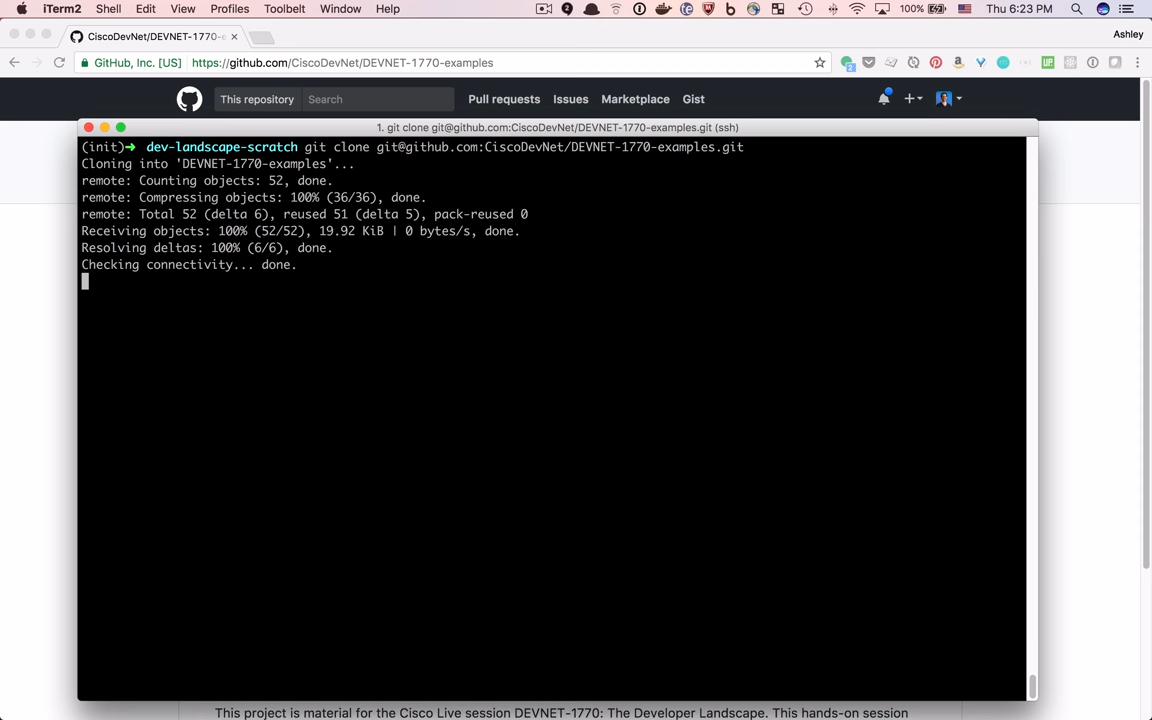 iTerm2 Shell Edit View Profiles Toolbelt Window Help 100% Thu 6:23 PM
CiscoDevNet/DEVNET-1770-e Ashley
GitHub, Inc. [US] https://github.com/CiscoDevNet/DEVNET-1770-examples
This repository Search Pull requests Issues Marketplace Gist
1. git clone git@github.com:CiscoDevNet/DEVNET-1770-examples.git (ssh)
(init)➜ dev-landscape-scratch git clone git@github.com:CiscoDevNet/DEVNET-1770-examples.git
Cloning into 'DEVNET-1770-examples'...
remote: Counting objects: 52, done.
remote: Compressing objects: 100% (36/36), done.
remote: Total 52 (delta 6), reused 51 (delta 5), pack-reused 0
Receiving objects: 100% (52/52), 19.92 KiB | 0 bytes/s, done.
Resolving deltas: 100% (6/6), done.
Checking connectivity... done.
This project is material for the Cisco Live session DEVNET-1770: The Developer Landscape. This hands-on session